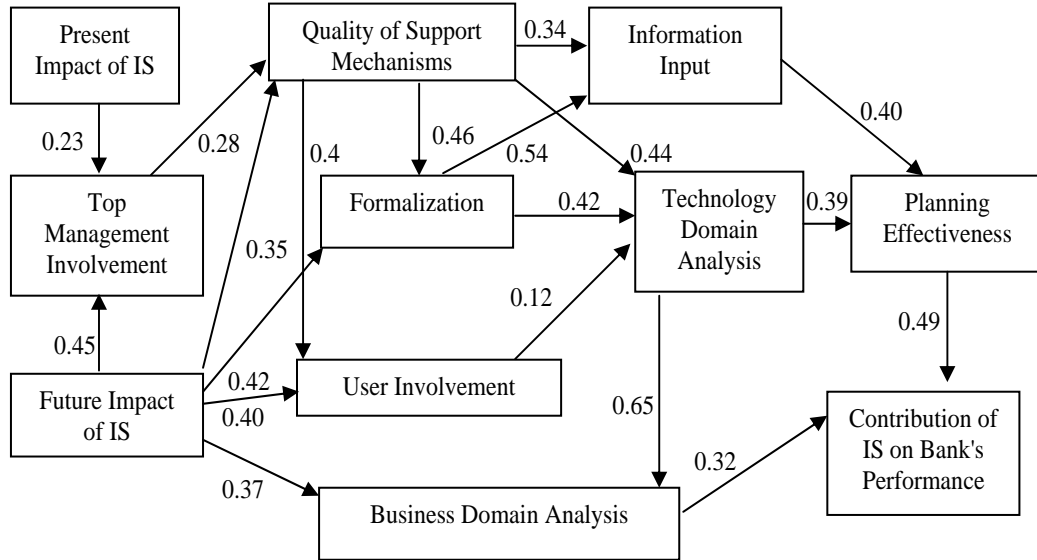 Present
Impact of IS
Quality of Support
Mechanisms
0.34
Information
Input
0.23
0.28
0.4
0.46
0.54
0.44
0.40
Top
Management
Involvement
Formalization
0.42
Technology
Domain
Analysis
0.39
Planning
Effectiveness
0.35
0.12
0.49
0.45
Future Impact
of IS
0.42
0.40
User Involvement
0.65
0.37
0.32
Contribution of
IS on Bank's
Performance
Business Domain Analysis